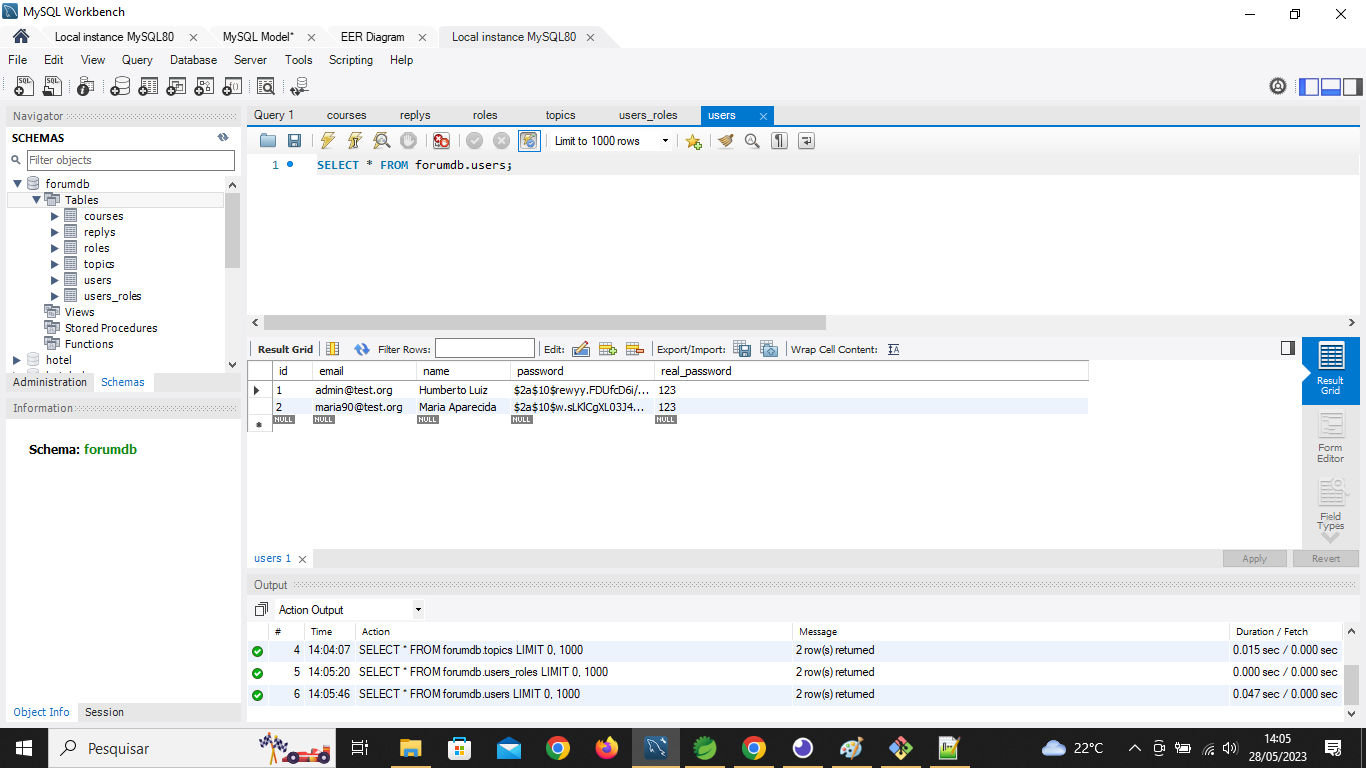 MySQL Workbench
Local instance MySQL80 MySQL Model* EER Diagram Local instance MySQL80
File Edit View Query Database Server Tools Scripting Help
Navigator
SCHEMAS
Filter objects
forumdb
Tables
courses
replys
roles
topics
users
users_roles
Views
Stored Procedures
Functions
hotel
Administration Schemas
Information
Schema: forumdb
Object Info Session
Query 1 courses replys roles topics users_roles users
Limit to 1000 rows
1 SELECT * FROM forumdb.users;
Result Grid Filter Rows: Edit: Export/Import: Wrap Cell Content:
id email name password real_password
1 admin@test.org Humberto Luiz $2a$10$rewyy.FDUfcD6i/... 123
2 maria90@test.org Maria Aparecida $2a$10$w.sLKlCgXL03J4... 123
NULL NULL NULL NULL NULL
Result Grid
Form Editor
Field Types
users 1 Apply Revert
Output
Action Output
# Time Action Message Duration / Fetch
4 14:04:07 SELECT * FROM forumdb.topics LIMIT 0, 1000 2 row(s) returned 0.015 sec / 0.000 sec
5 14:05:20 SELECT * FROM forumdb.users_roles LIMIT 0, 1000 2 row(s) returned 0.000 sec / 0.000 sec
6 14:05:46 SELECT * FROM forumdb.users LIMIT 0, 1000 2 row(s) returned 0.047 sec / 0.000 sec
Pesquisar 22°C 14:05
28/05/2023